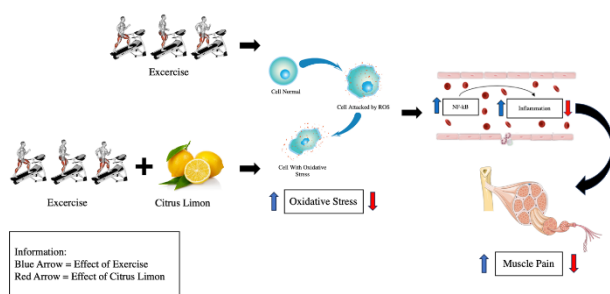 Excercise
Cell Normal
Cell Attacked by ROS
Cell With Oxidative
Stress
NF-kB
Inflammation
Exercise
Citrus Limon
Oxidative Stress
Muscle Pain
Information:
Blue Arrow = Effect of Exercise
Red Arrow = Effect of Citrus Limon